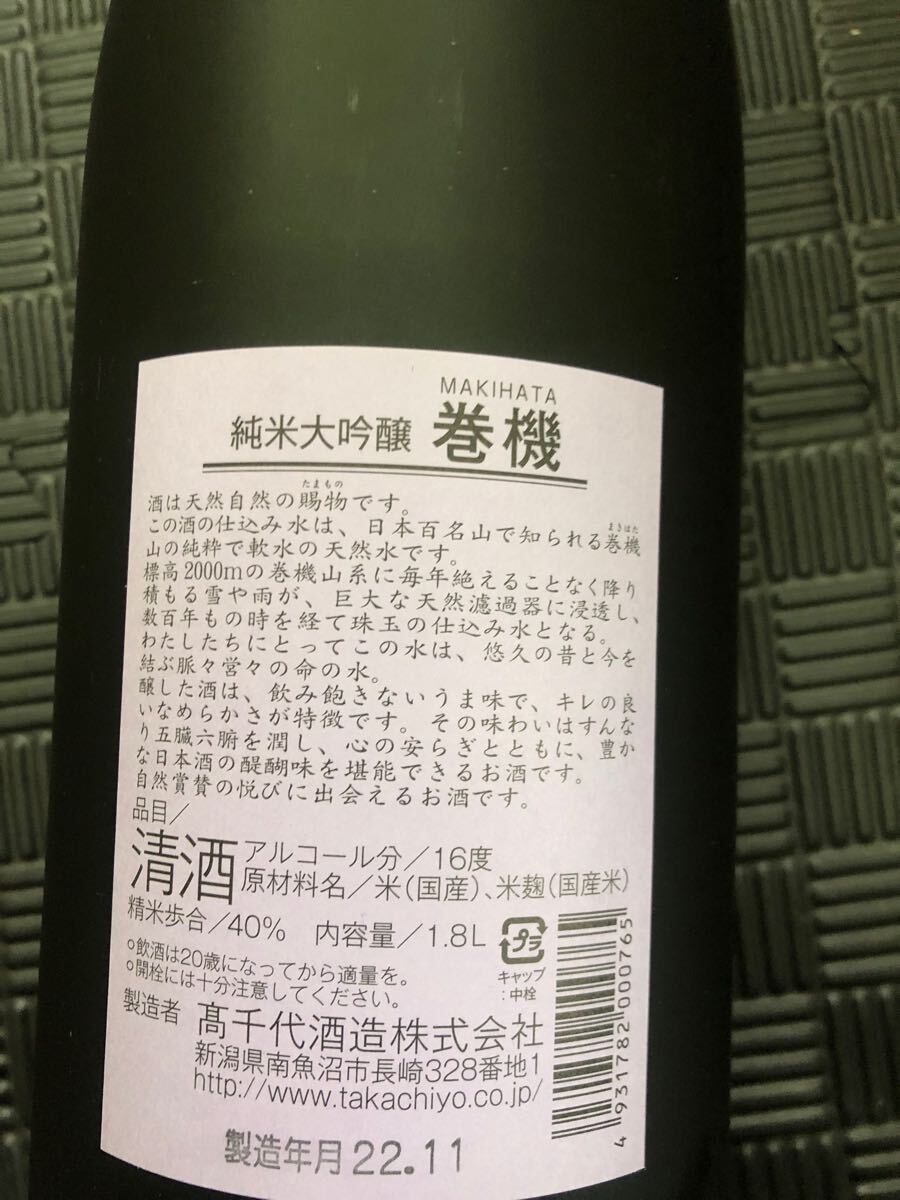 MAKIHATA
純米大吟醸 巻機
たまもの
酒は天然自然の賜物です。
まきはた
この酒の仕込み水は、日本百名山で知られる巻機
山の純粋で軟水の天然水です。
標高2000mの巻機山系に毎年絶えることなく降り
積もる雪や雨が、巨大な天然濾過器に浸透し、
数百年もの時を経て珠玉の仕込み水となる。
わたしたちにとってこの水は、悠久の昔と今を
結ぶ脈々営々の命の水。
醸した酒は、飲み飽きないうま味で、キレの良
いなめらかさが特徴です。その味わいはすんな
り五臓六腑を潤し、心の安らぎとともに、豊か
な日本酒の醍醐味を堪能できるお酒です。
自然賞賛の悦びに出会えるお酒です。
品目/
清酒
アルコール分/16度
原材料名/米(国産)、米麹(国産米)
精米歩合/40% 内容量/1.8L
プラ
キャップ
:中栓
○飲酒は20歳になってから適量を。
○開栓には十分注意してください。
製造者 髙千代酒造株式会社
新潟県南魚沼市長崎328番地1
http://www.takachiyo.co.jp/
4 931782 000765
製造年月 22.11